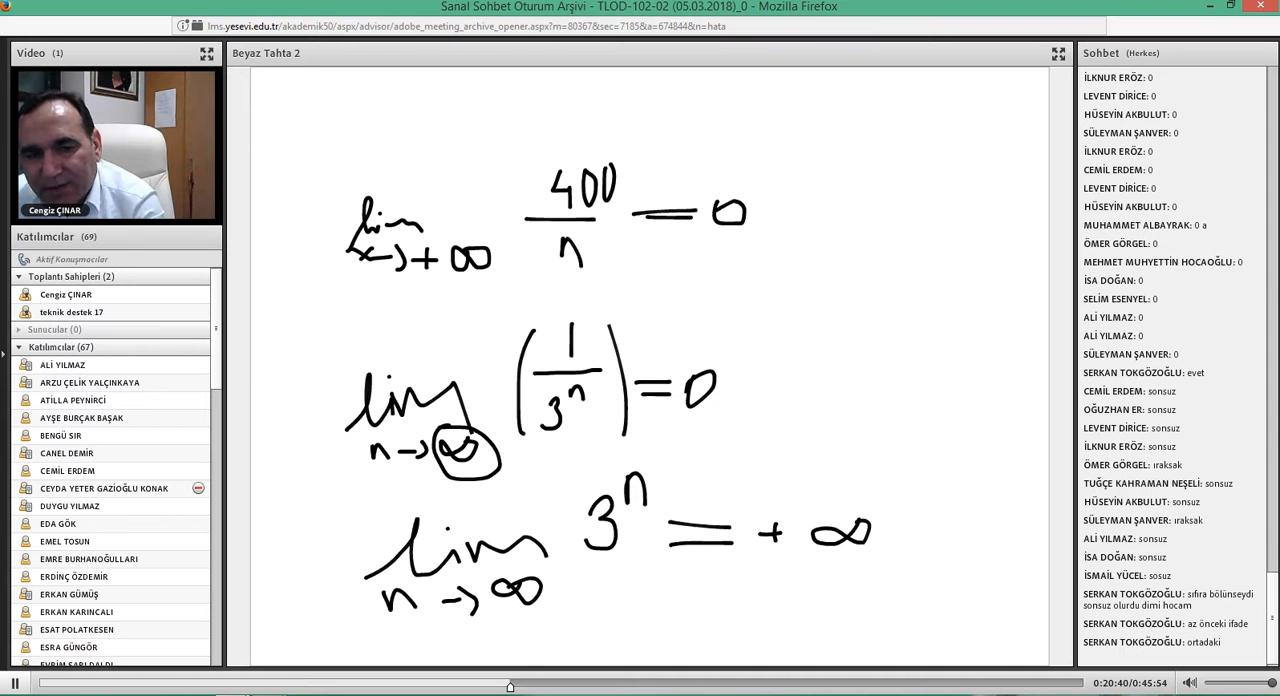 Sanal Sohbet Oturum Arşivi - TLOD-102-02 (05.03.2018)_0 - Mozilla Firefox
lms.yesevi.edu.tr/akademik50/aspx/advisor/adobe_meeting_archive_opener.aspx?m=80367&sec=7185&a=674844&n=hata
Video (1)
Cengiz ÇINAR
Katılımcılar (69)
Aktif Konuşmacılar
Toplantı Sahipleri (2)
Cengiz ÇINAR
teknik destek 17
Sunucular (0)
Katılımcılar (67)
ALİ YILMAZ
ARZU ÇELİK YALÇINKAYA
ATİLLA PEYNİRCİ
AYŞE BURÇAK BAŞAK
BENGÜ SIR
CANEL DEMİR
CEMİL ERDEM
CEYDA YETER GAZİOĞLU KONAK
DUYGU YILMAZ
EDA GÖK
EMEL TOSUN
EMRE BURHANOĞULLARI
ERDİNÇ ÖZDEMİR
ERKAN GÜMÜŞ
ERKAN KARINCALI
ESAT POLATKESEN
ESRA GÜNGÖR
EVRİM SARI DALDI
Beyaz Tahta 2
lim x→+∞ 400/n = 0
lim n→∞ (1/3^n) = 0
lim n→∞ 3^n = +∞
Sohbet (Herkes)
İLKNUR ERÖZ: 0
LEVENT DİRİCE: 0
HÜSEYİN AKBULUT: 0
SÜLEYMAN ŞANVER: 0
İLKNUR ERÖZ: 0
CEMİL ERDEM: 0
LEVENT DİRİCE: 0
HÜSEYİN AKBULUT: 0
MUHAMMET ALBAYRAK: 0 a
ÖMER GÖRGEL: 0
MEHMET MUHYETTİN HOCAOĞLU: 0
İSA DOĞAN: 0
SELİM ESENYEL: 0
ALİ YILMAZ: 0
ALİ YILMAZ: 0
SÜLEYMAN ŞANVER: 0
SERKAN TOKGÖZOĞLU: evet
CEMİL ERDEM: sonsuz
OĞUZHAN ER: sonsuz
LEVENT DİRİCE: sonsuz
İLKNUR ERÖZ: sonsuz
ÖMER GÖRGEL: ıraksak
TUĞÇE KAHRAMAN NEŞELİ: sonsuz
HÜSEYİN AKBULUT: sonsuz
SÜLEYMAN ŞANVER: ıraksak
ALİ YILMAZ: sonsuz
İSA DOĞAN: sonsuz
İSMAİL YÜCEL: sosuz
SERKAN TOKGÖZOĞLU: sıfıra bölünseydi
sonsuz olurdu dimi hocam
SERKAN TOKGÖZOĞLU: az önceki ifade
SERKAN TOKGÖZOĞLU: ortadaki
0:20:40/0:45:54